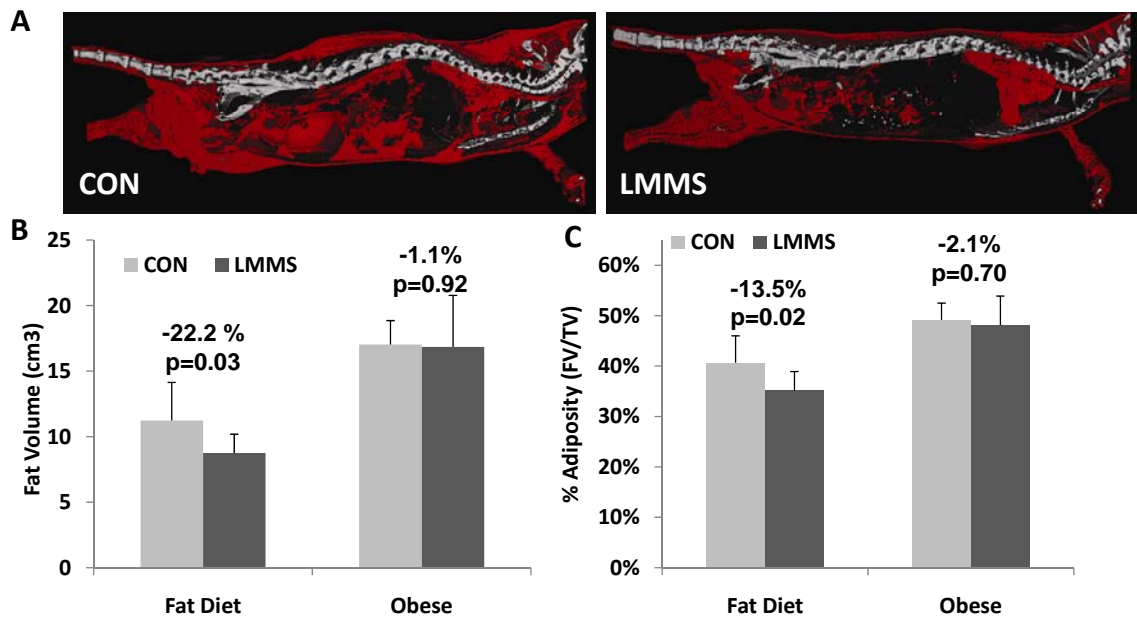 A
CON
LMMS
B
Fat Volume (cm3)
25
20
15
10
5
0
CON
LMMS
-22.2 %
p=0.03
-1.1%
p=0.92
Fat Diet
Obese
C
% Adiposity (FV/TV)
60%
50%
40%
30%
20%
10%
0%
CON
LMMS
-13.5%
p=0.02
-2.1%
p=0.70
Fat Diet
Obese